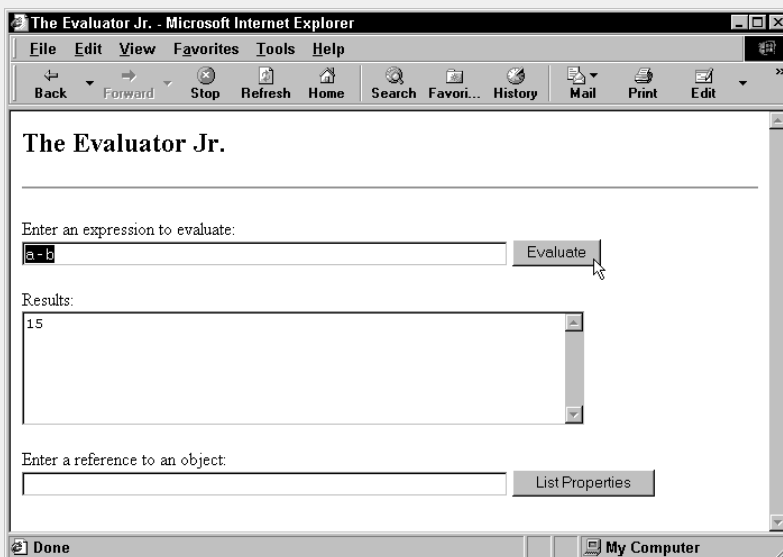 The Evaluator Jr. - Microsoft Internet Explorer
File Edit View Favorites Tools Help
Back Forward Stop Refresh Home Search Favori... History Mail Print Edit »
The Evaluator Jr.
Enter an expression to evaluate:
a-b Evaluate
Results:
15
Enter a reference to an object:
List Properties
Done My Computer